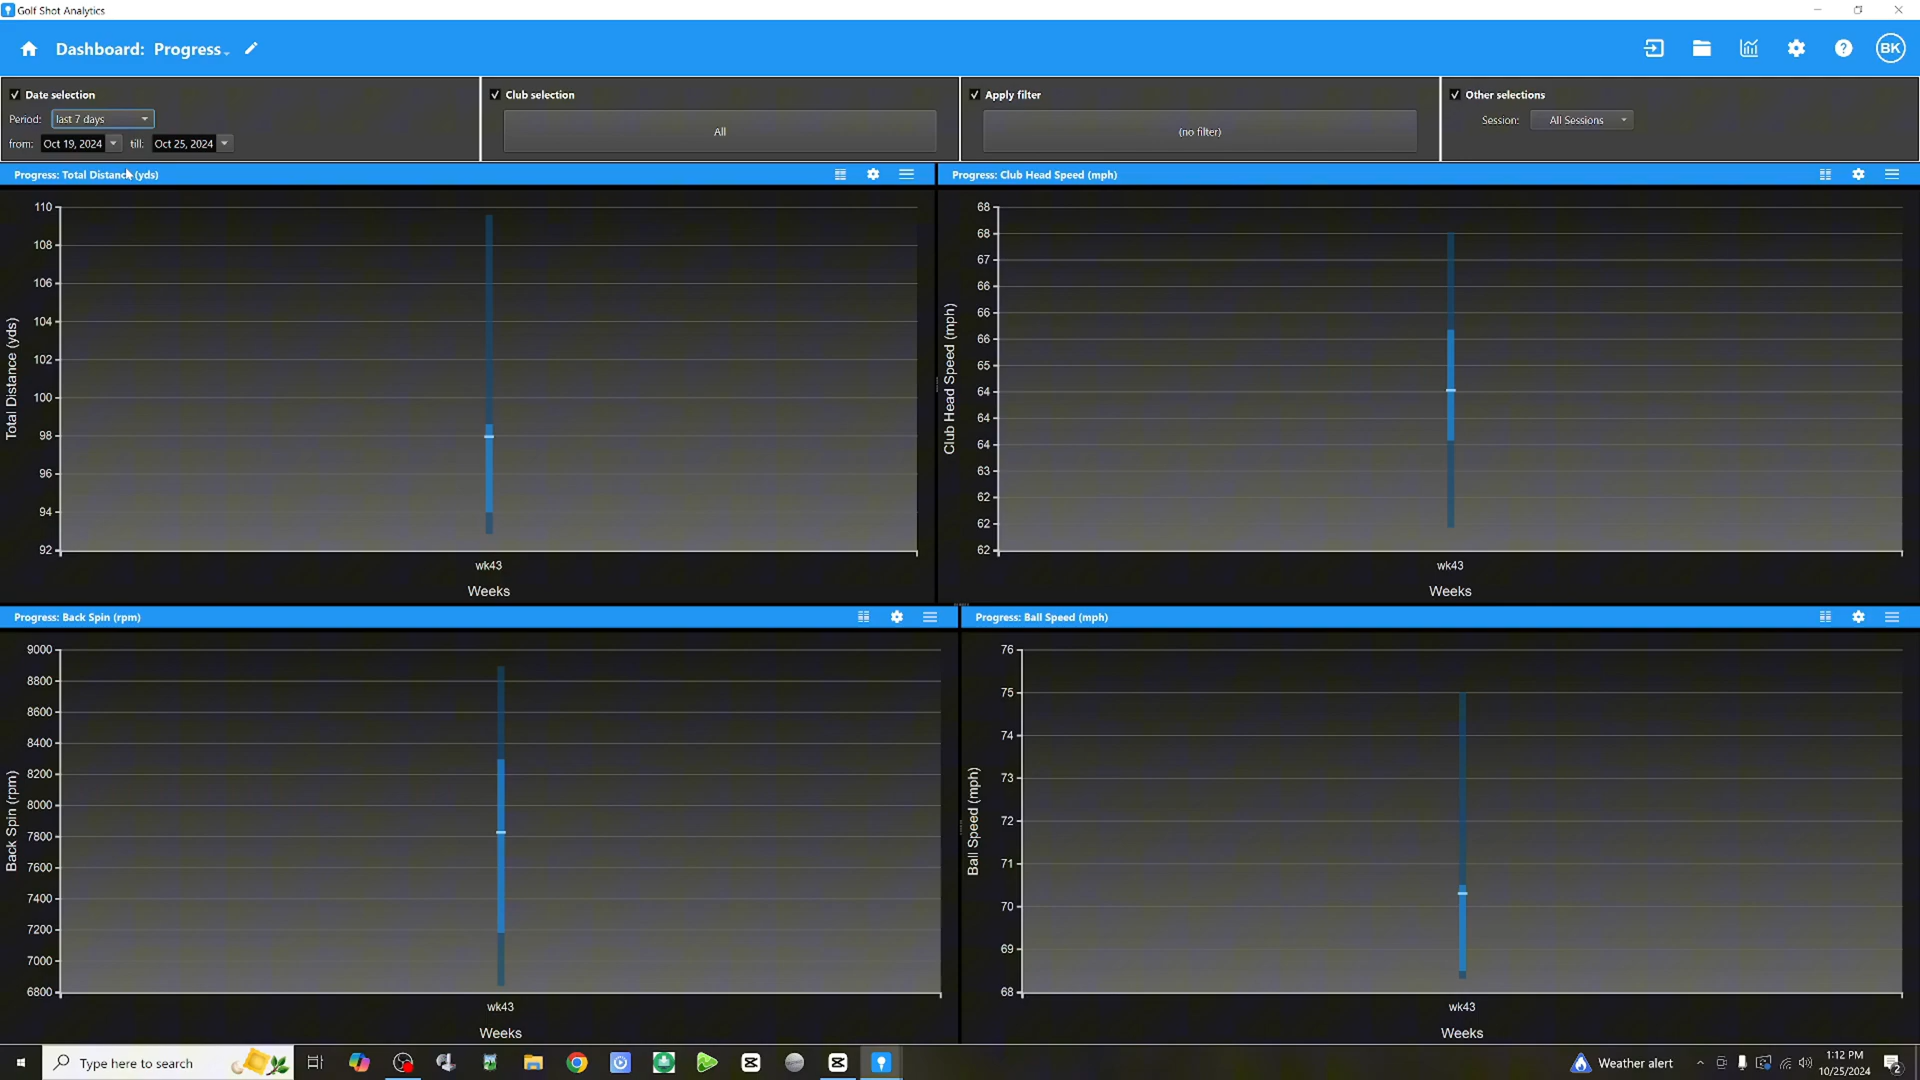 Golf Shot Analytics
Dashboard: Progress
BK
Date selection
Period: last 7 days
from: Oct 19, 2024 till: Oct 25, 2024
Club selection
All
Apply filter
(no filter)
Other selections
Session: All Sessions
Progress: Total Distance (yds)
110
108
106
104
102
100
98
96
94
92
Total Distance (yds)
wk43
Weeks
Progress: Club Head Speed (mph)
68
68
67
66
66
66
65
64
64
64
63
62
62
62
Club Head Speed (mph)
wk43
Weeks
Progress: Back Spin (rpm)
9000
8800
8600
8400
8200
8000
7800
7600
7400
7200
7000
6800
Back Spin (rpm)
wk43
Weeks
Progress: Ball Speed (mph)
76
75
74
73
72
71
70
69
68
Ball Speed (mph)
wk43
Weeks
Type here to search
Weather alert
1:12 PM
10/25/2024
2